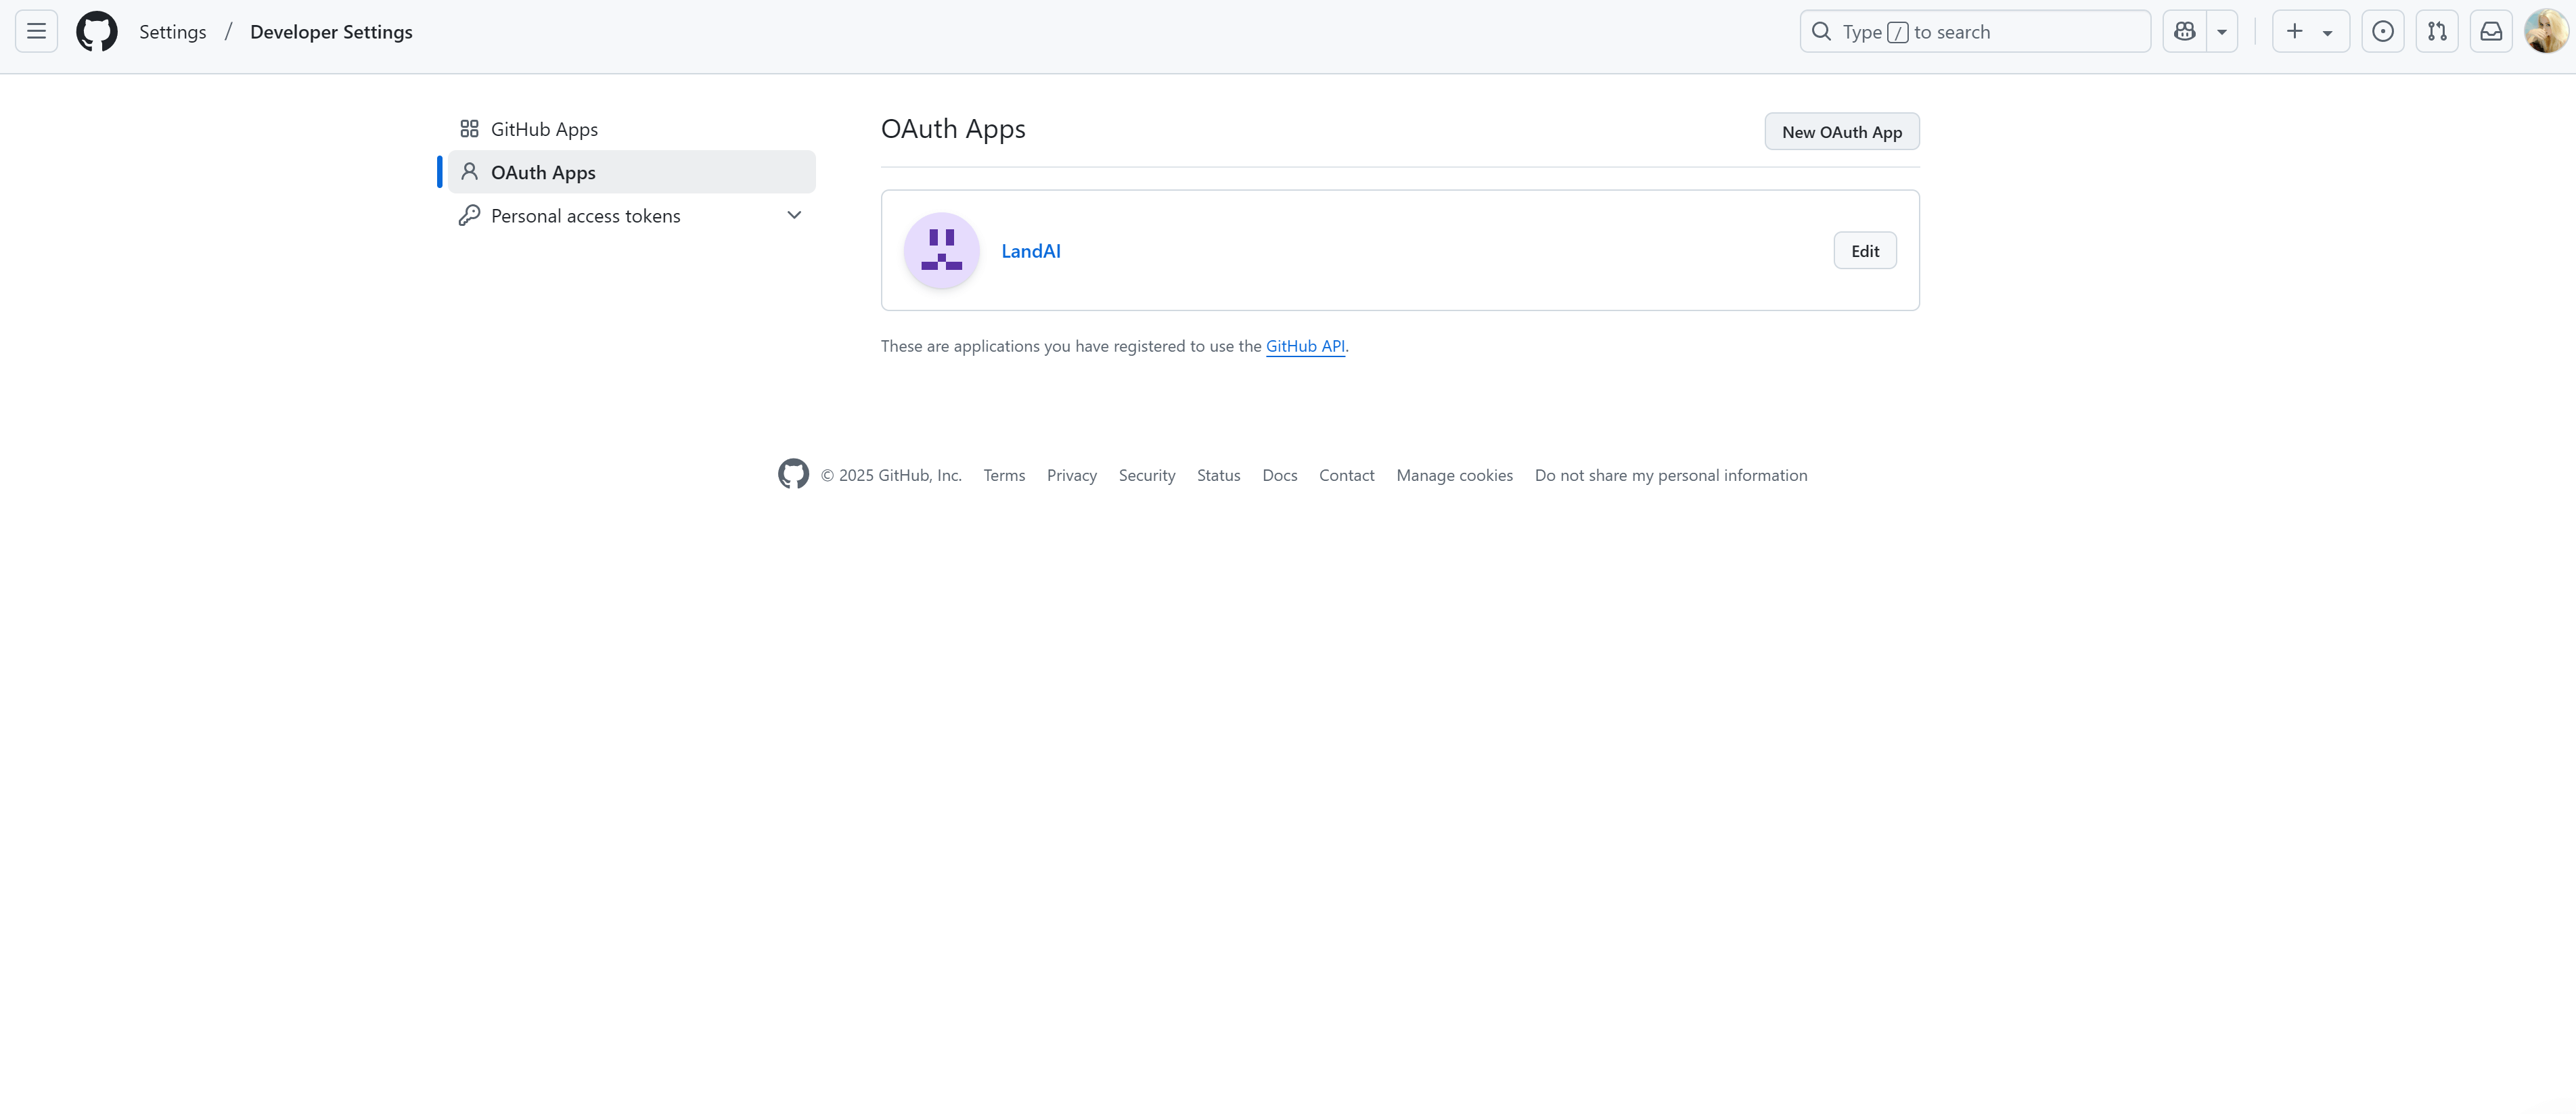 Settings / Developer Settings
Type / to search
GitHub Apps
OAuth Apps
Personal access tokens
OAuth Apps
New OAuth App
LandAI
Edit
These are applications you have registered to use the GitHub API.
© 2025 GitHub, Inc. Terms Privacy Security Status Docs Contact Manage cookies Do not share my personal information